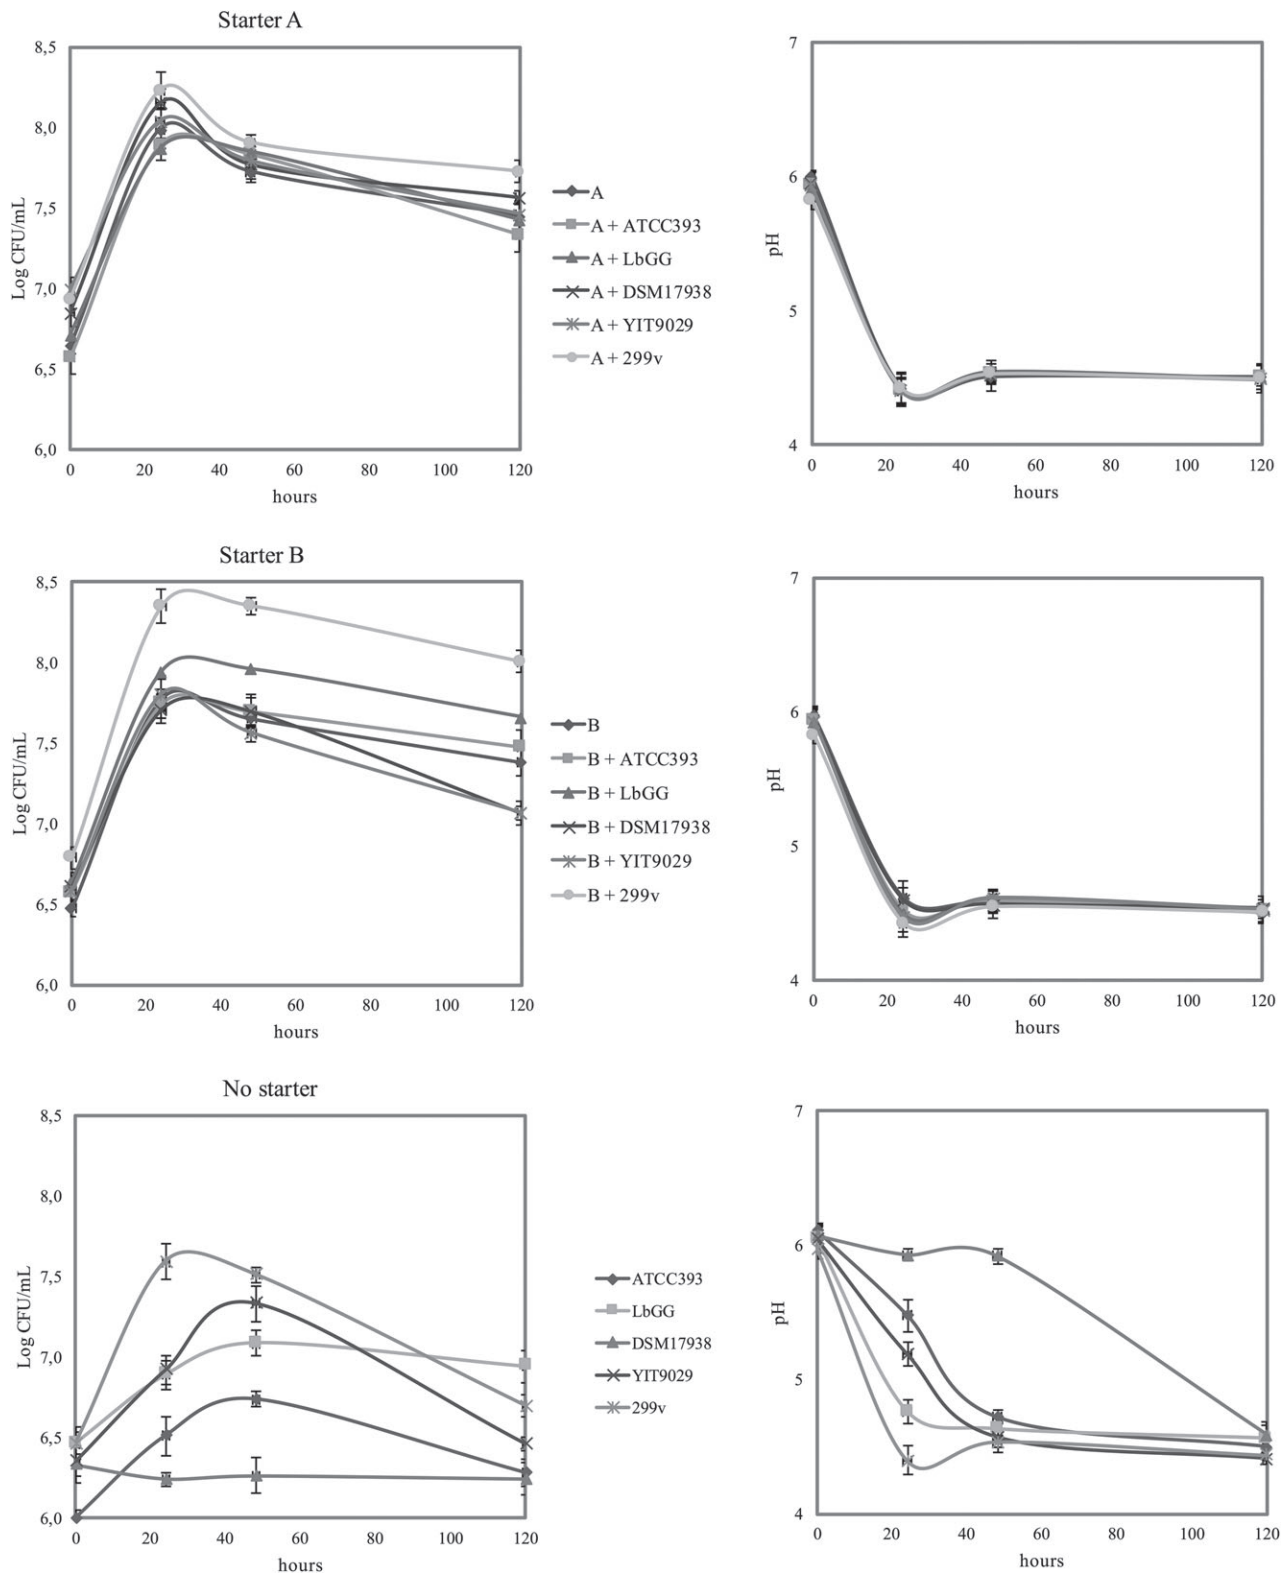 Starter A
8,5
8,0
7,5
7,0
6,5
6,0
Log CFU/mL
0 20 40 60 80 100 120
hours
A
A + ATCC393
A + LbGG
A + DSM17938
A + YIT9029
A + 299v
7
6
5
4
pH
0 20 40 60 80 100 120
hours
Starter B
8,5
8,0
7,5
7,0
6,5
6,0
Log CFU/mL
0 20 40 60 80 100 120
hours
B
B + ATCC393
B + LbGG
B + DSM17938
B + YIT9029
B + 299v
7
6
5
4
pH
0 20 40 60 80 100 120
hours
No starter
8,5
8,0
7,5
7,0
6,5
6,0
Log CFU/mL
0 20 40 60 80 100 120
hours
ATCC393
LbGG
DSM17938
YIT9029
299v
7
6
5
4
pH
0 20 40 60 80 100 120
hours